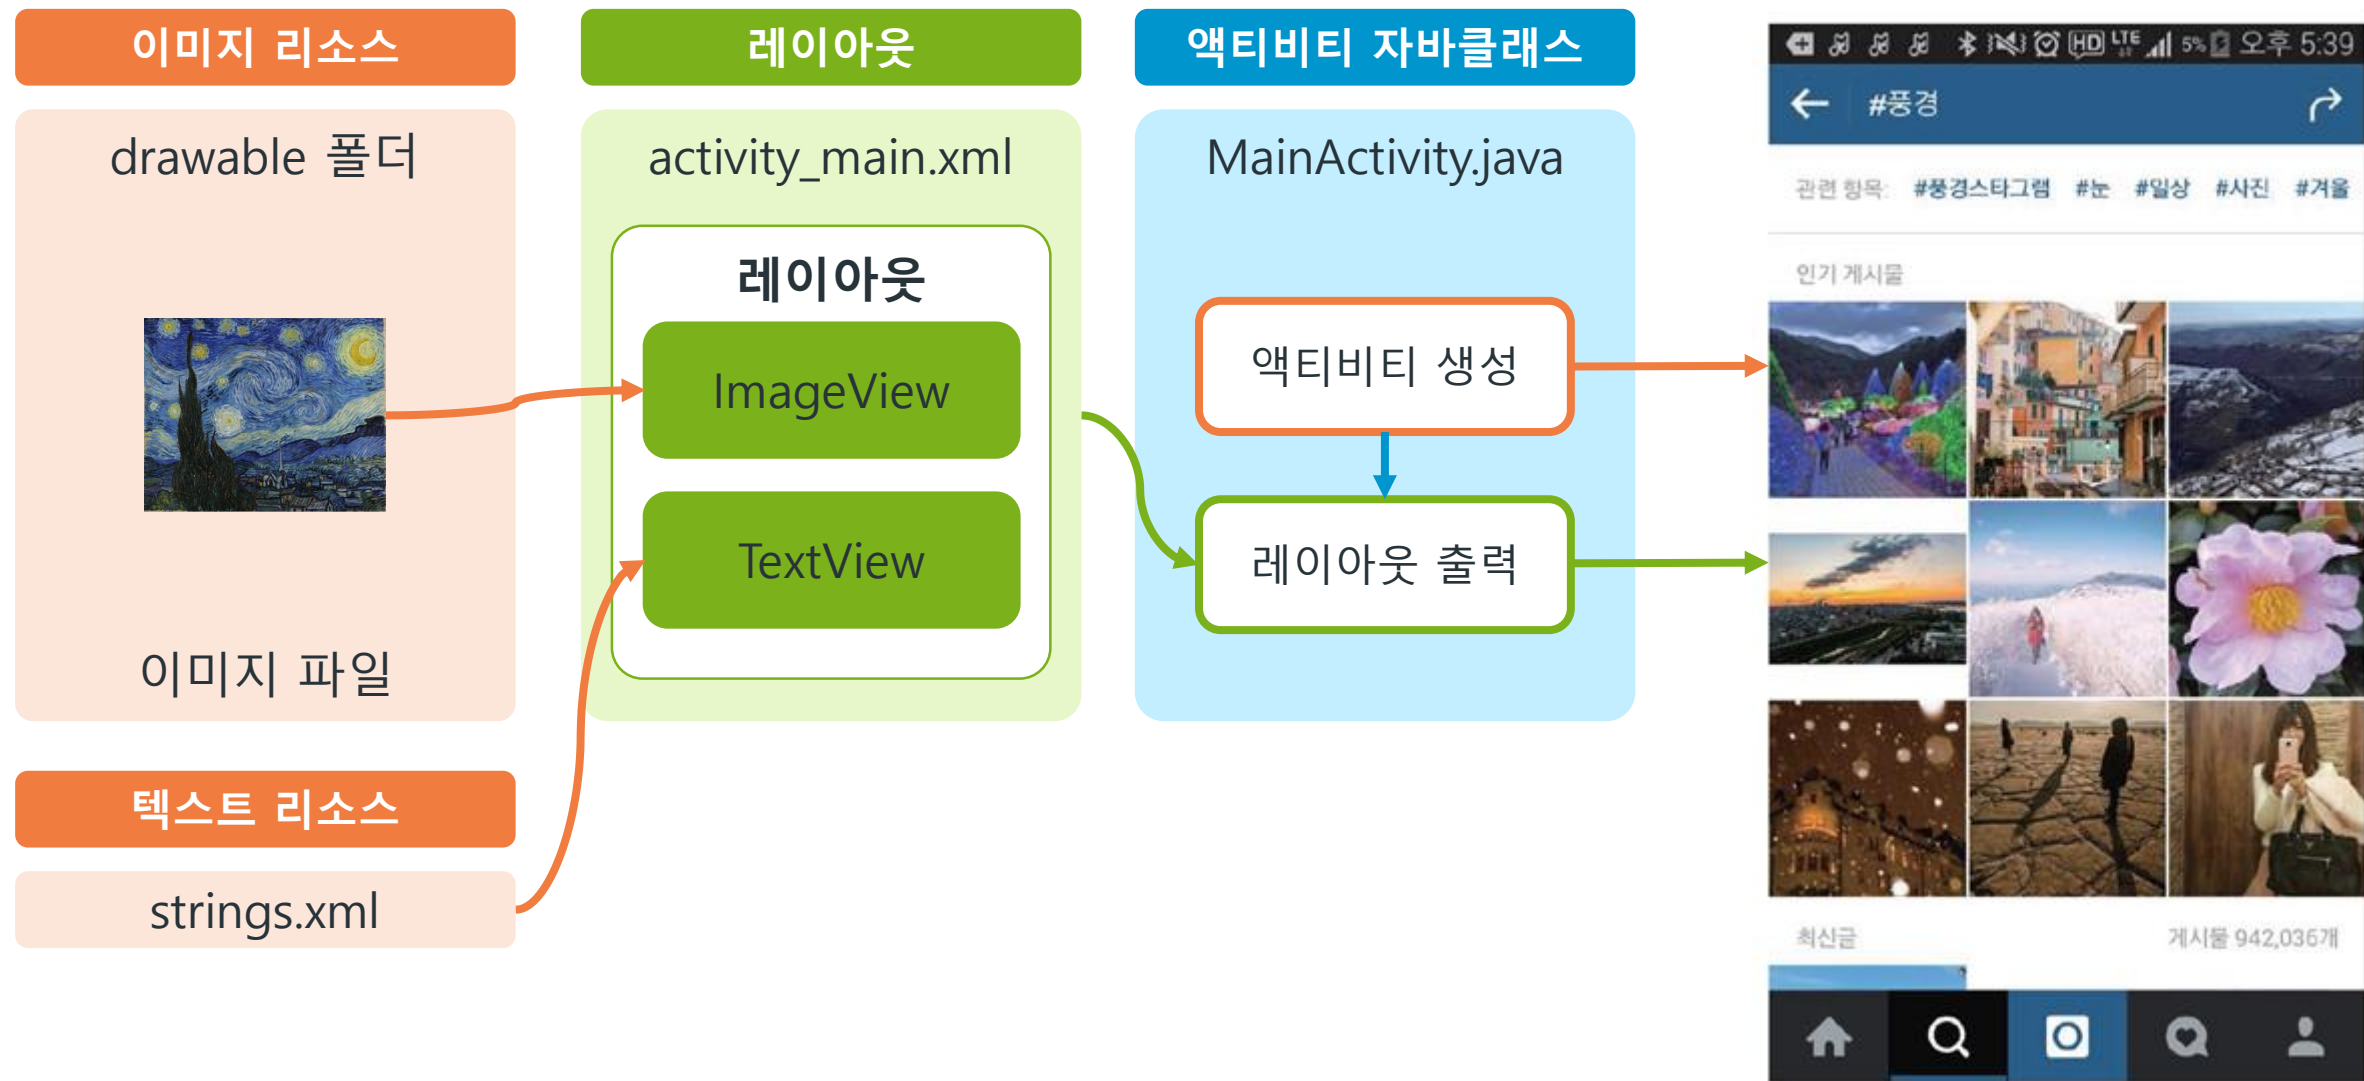 이미지 리소스
drawable 폴더
이미지 파일
텍스트 리소스
strings.xml
레이아웃
activity_main.xml
레이아웃
ImageView
TextView
액티비티 자바클래스
MainActivity.java
액티비티 생성
레이아웃 출력
HD LTE 5% 오후 5:39
#풍경
관련 항목: #풍경스타그램 #눈 #일상 #사진 #겨울
인기 게시물
최신글 게시물 942,036개